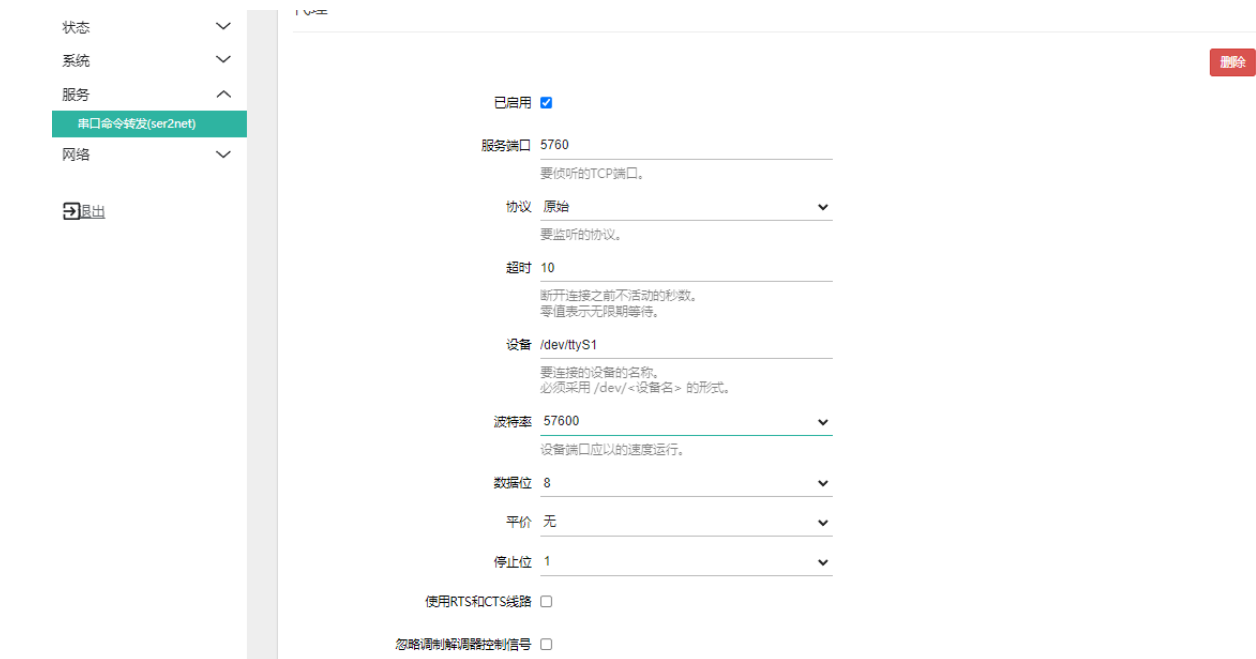 状态
系统
服务
串口命令转发(ser2net)
网络
退出
代理
删除
已启用
服务端口 5760
要侦听的TCP端口。
协议 原始
要监听的协议。
超时 10
断开连接之前不活动的秒数。
零值表示无限期等待。
设备 /dev/ttyS1
要连接的设备的名称。
必须采用 /dev/<设备名> 的形式。
波特率 57600
设备端口应以的速度运行。
数据位 8
平价 无
停止位 1
使用RTS和CTS线路
忽略调制解调器控制信号